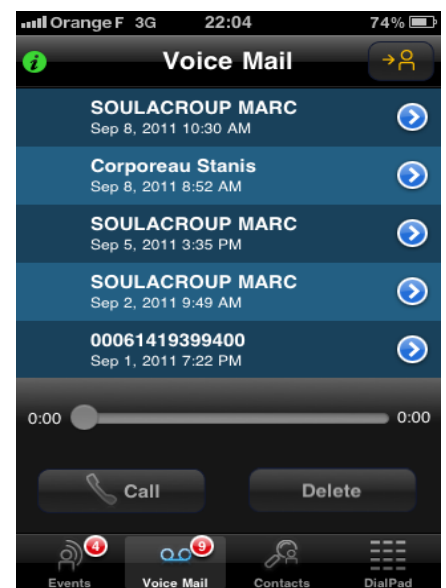 Orange F 3G 22:04 74%
i Voice Mail
SOULACROUP MARC
Sep 8, 2011 10:30 AM
Corporeau Stanis
Sep 8, 2011 8:52 AM
SOULACROUP MARC
Sep 5, 2011 3:35 PM
SOULACROUP MARC
Sep 2, 2011 9:49 AM
00061419399400
Sep 1, 2011 7:22 PM
0:00 0:00
Call Delete
4 9
Events Voice Mail Contacts DialPad